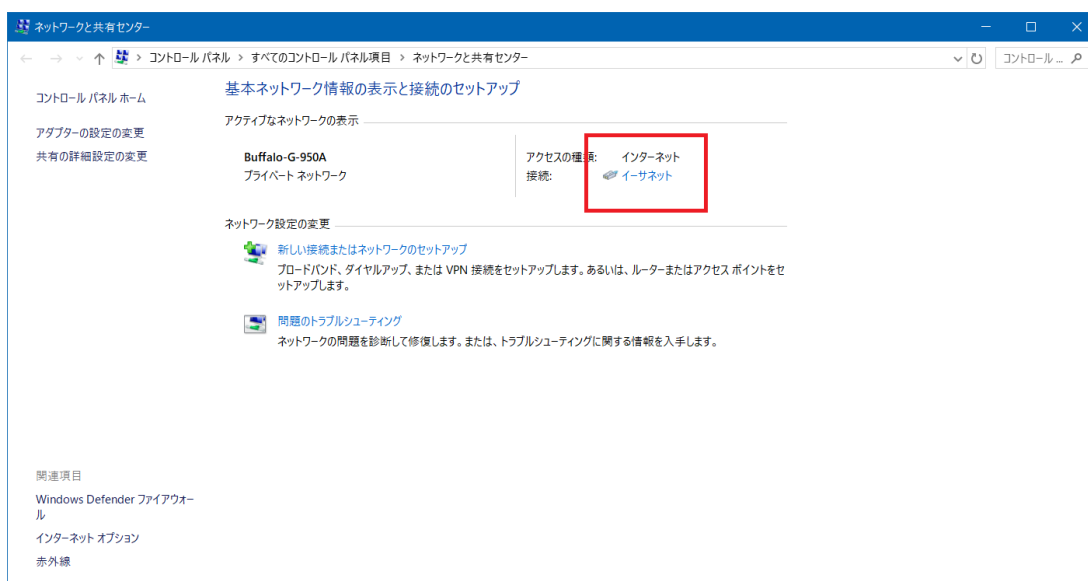 ネットワークと共有センター
コントロール パネル > すべてのコントロール パネル項目 > ネットワークと共有センター
コントロール ...
コントロール パネル ホーム
アダプターの設定の変更
共有の詳細設定の変更
基本ネットワーク情報の表示と接続のセットアップ
アクティブなネットワークの表示
Buffalo-G-950A
プライベート ネットワーク
アクセスの種類: インターネット
接続: イーサネット
ネットワーク設定の変更
新しい接続またはネットワークのセットアップ
ブロードバンド、ダイヤルアップ、または VPN 接続をセットアップします。あるいは、ルーターまたはアクセス ポイントをセ
ットアップします。
問題のトラブルシューティング
ネットワークの問題を診断して修復します。または、トラブルシューティングに関する情報を入手します。
関連項目
Windows Defender ファイアウォー
ル
インターネット オプション
赤外線